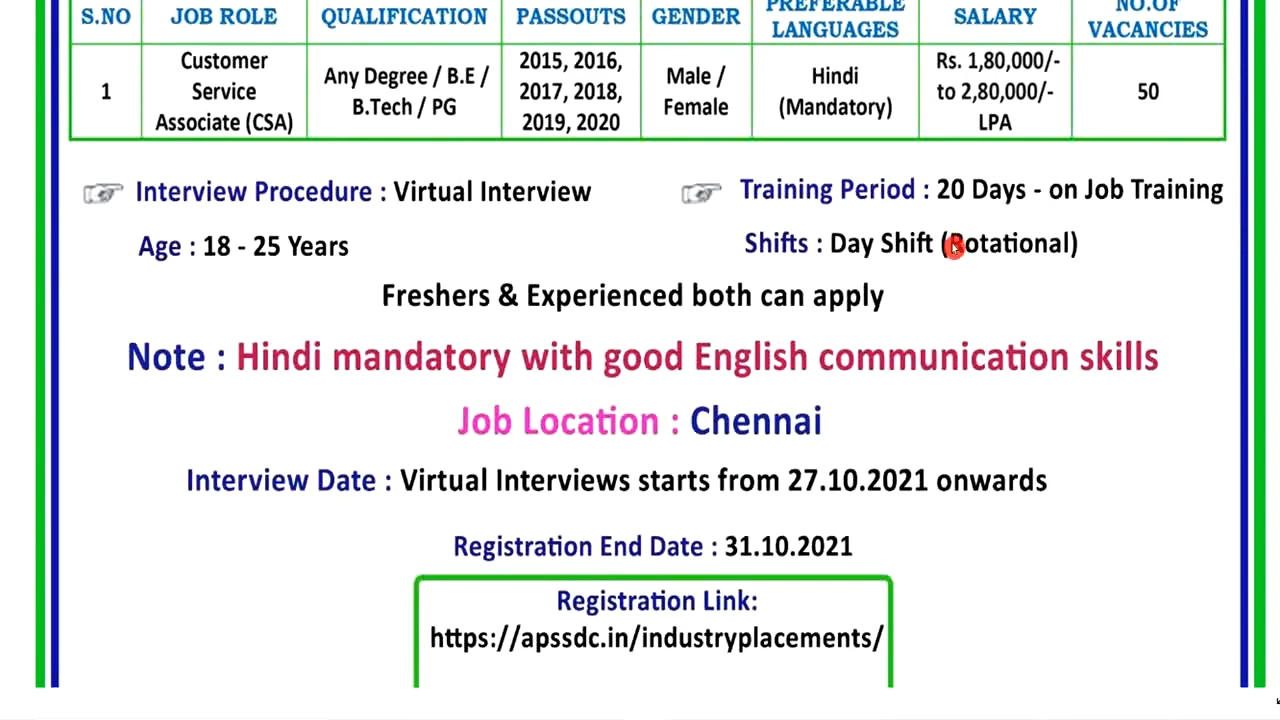 S.NO JOB ROLE QUALIFICATION PASSOUTS GENDER PREFERABLE LANGUAGES SALARY NO.OF VACANCIES
1 Customer Service Associate (CSA) Any Degree / B.E / B.Tech / PG 2015, 2016, 2017, 2018, 2019, 2020 Male / Female Hindi (Mandatory) Rs. 1,80,000/- to 2,80,000/- LPA 50
Interview Procedure : Virtual Interview
Training Period : 20 Days - on Job Training
Age : 18 - 25 Years
Shifts : Day Shift (Rotational)
Freshers & Experienced both can apply
Note : Hindi mandatory with good English communication skills
Job Location : Chennai
Interview Date : Virtual Interviews starts from 27.10.2021 onwards
Registration End Date : 31.10.2021
Registration Link:
https://apssdc.in/industryplacements/